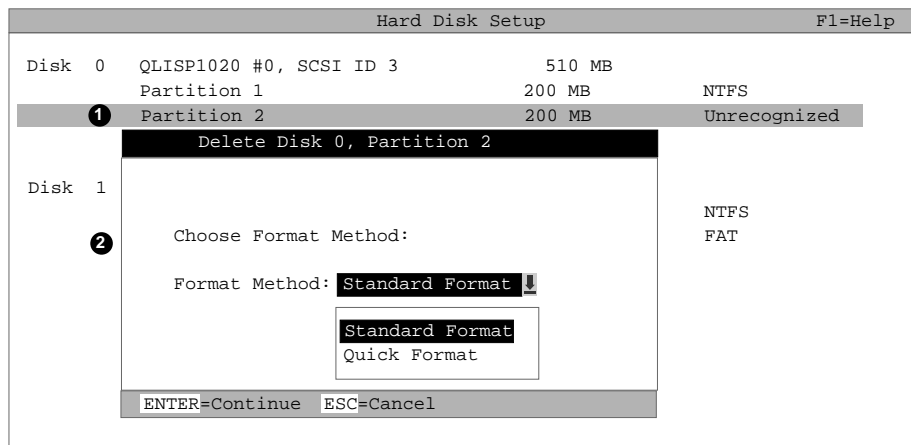 Hard Disk Setup F1=Help
Disk 0 QLISP1020 #0, SCSI ID 3 510 MB
Partition 1 200 MB NTFS
1 Partition 2 200 MB Unrecognized
Delete Disk 0, Partition 2
Disk 1
NTFS
2 Choose Format Method: FAT
Format Method: Standard Format
Standard Format
Quick Format
ENTER=Continue ESC=Cancel